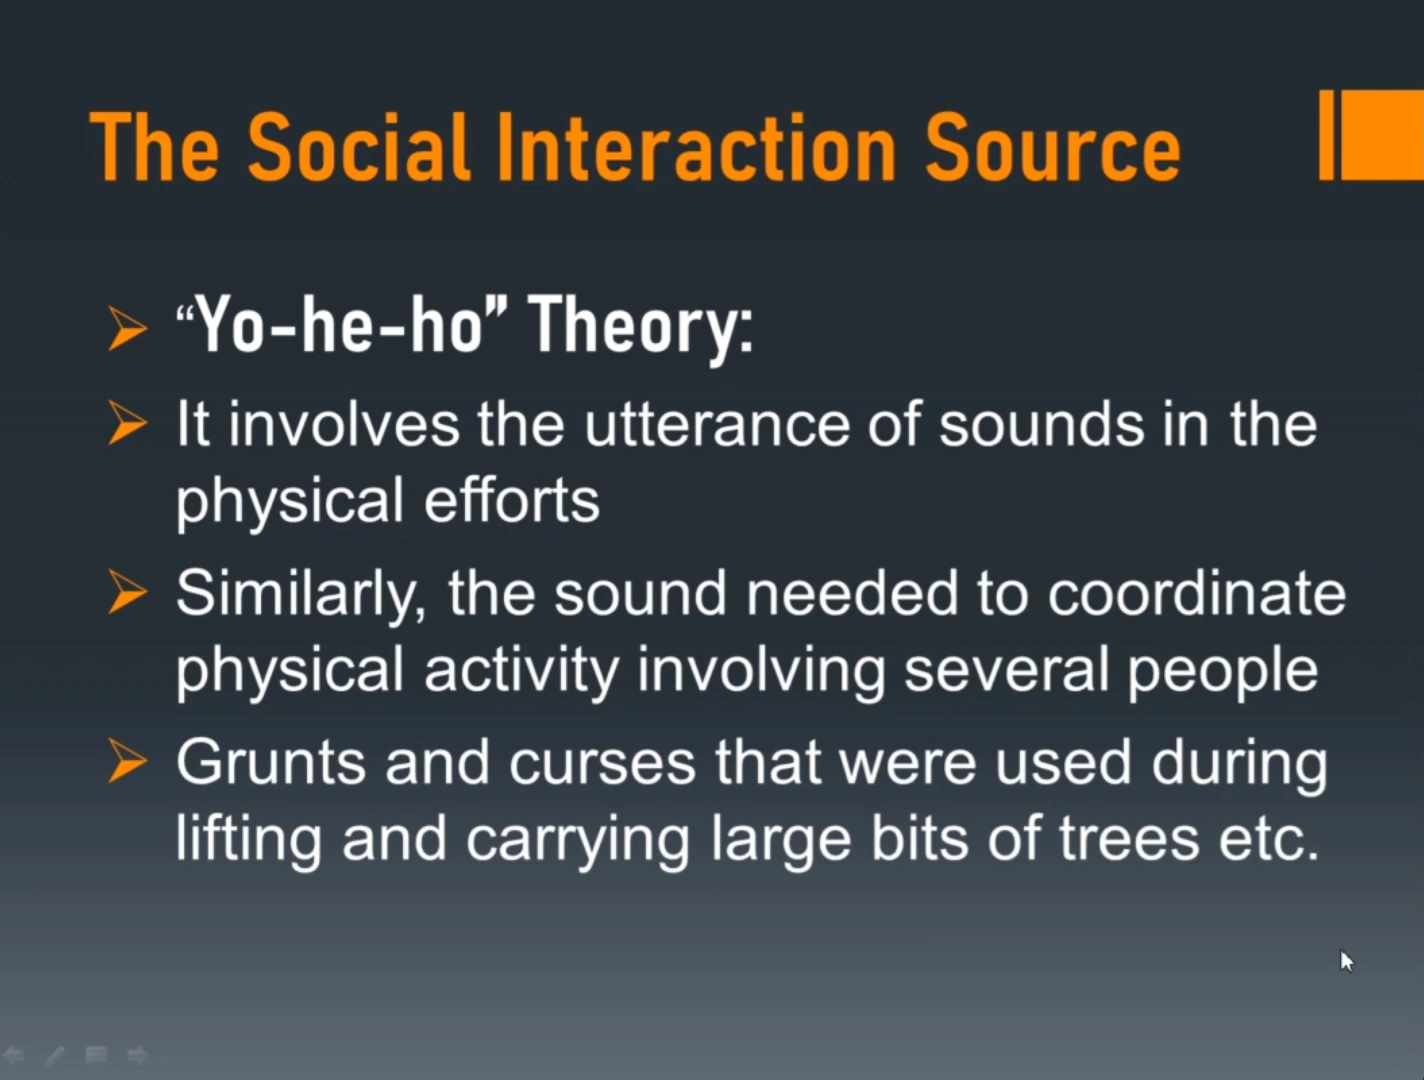 The Social Interaction Source
“Yo-he-ho” Theory:
It involves the utterance of sounds in the
physical efforts
Similarly, the sound needed to coordinate
physical activity involving several people
Grunts and curses that were used during
lifting and carrying large bits of trees etc.